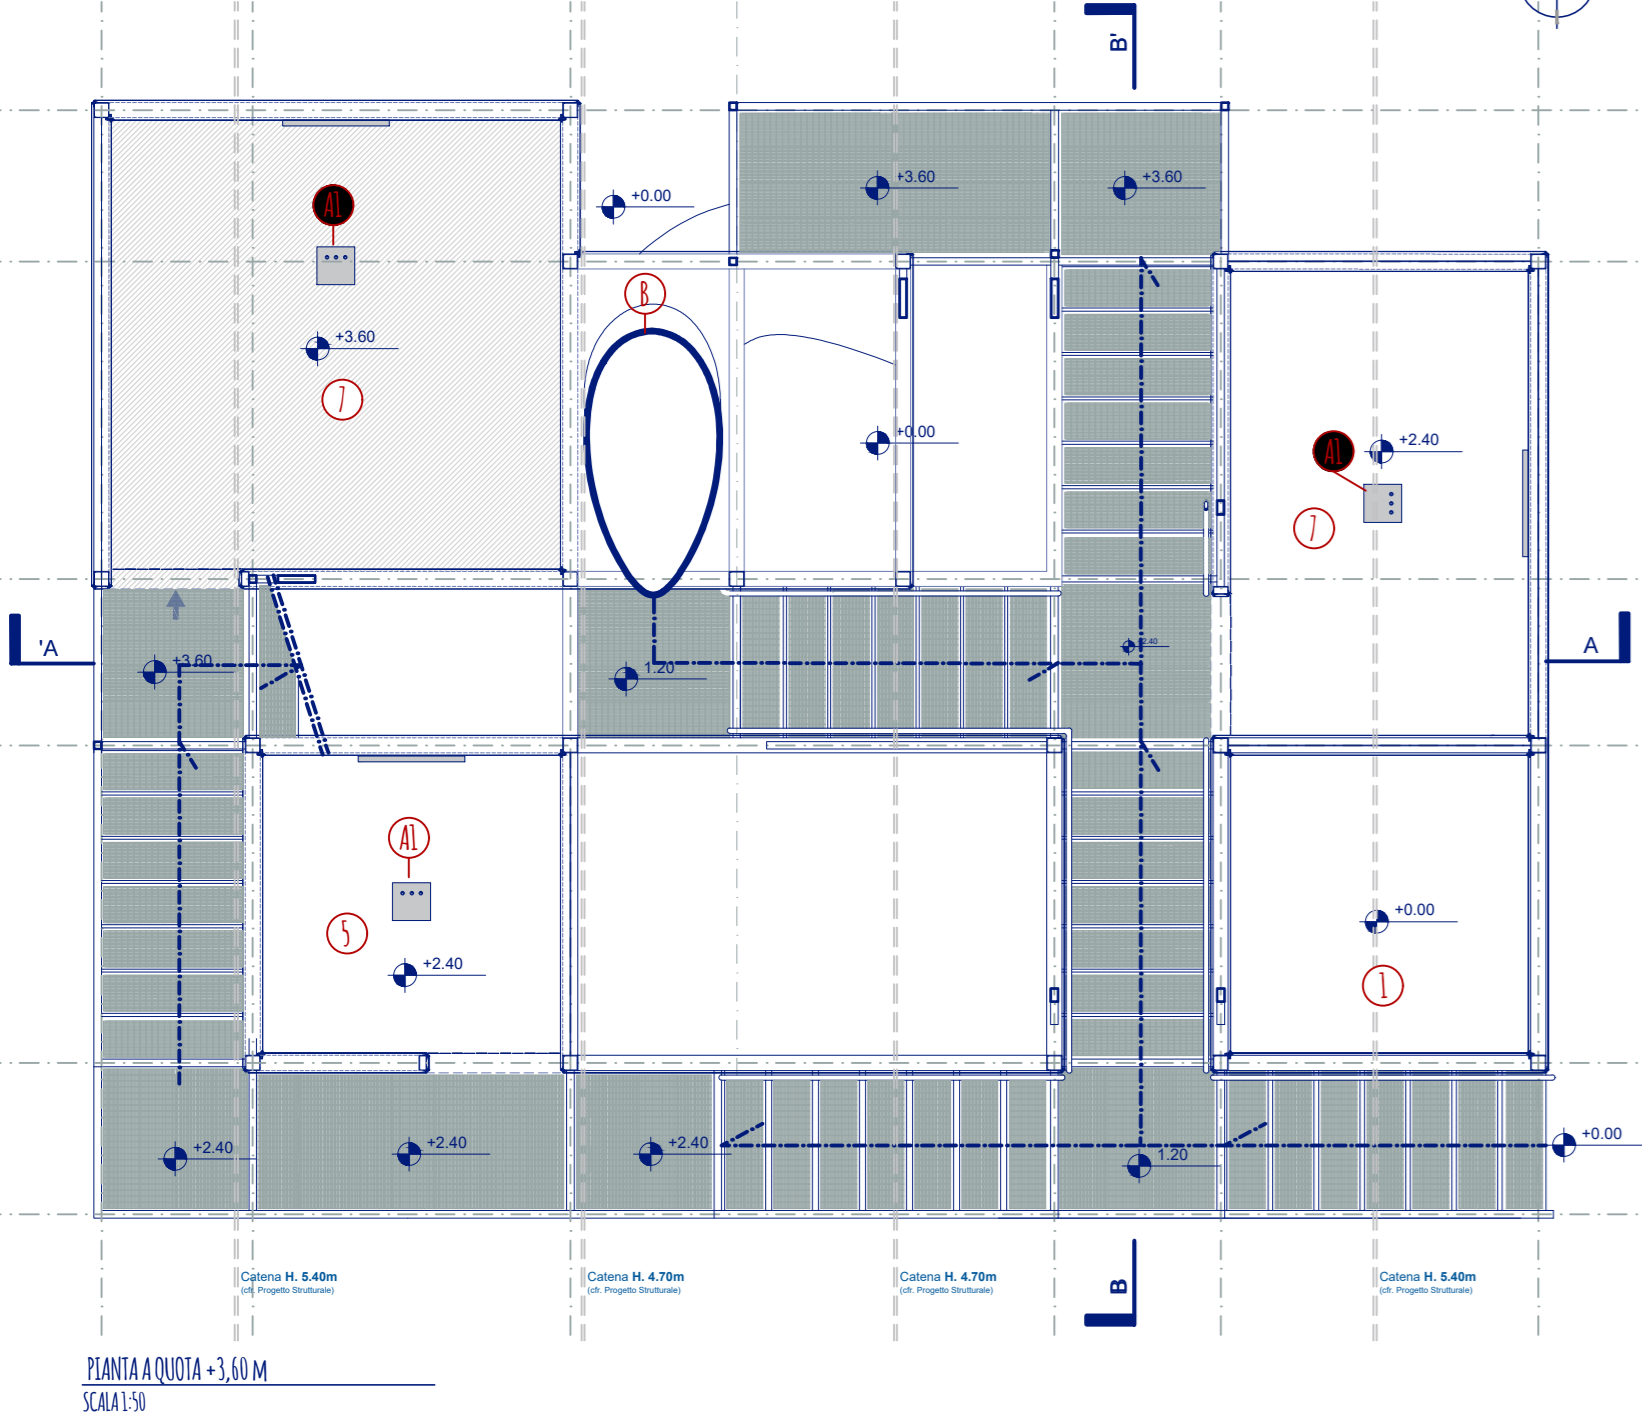 B'
+3.60
+3.60
+0.00
A1
B
+3.60
7
+0.00
+2.40
A1
7
'A
A
+3.60
1.20
+2.40
A1
5
+2.40
+0.00
1
+2.40
+2.40
+2.40
1.20
+0.00
B
Catena H. 5.40m
(cfr. Progetto Strutturale)
Catena H. 4.70m
(cfr. Progetto Strutturale)
Catena H. 4.70m
(cfr. Progetto Strutturale)
Catena H. 5.40m
(cfr. Progetto Strutturale)
PIANTA A QUOTA +3,60 M
SCALA 1:50